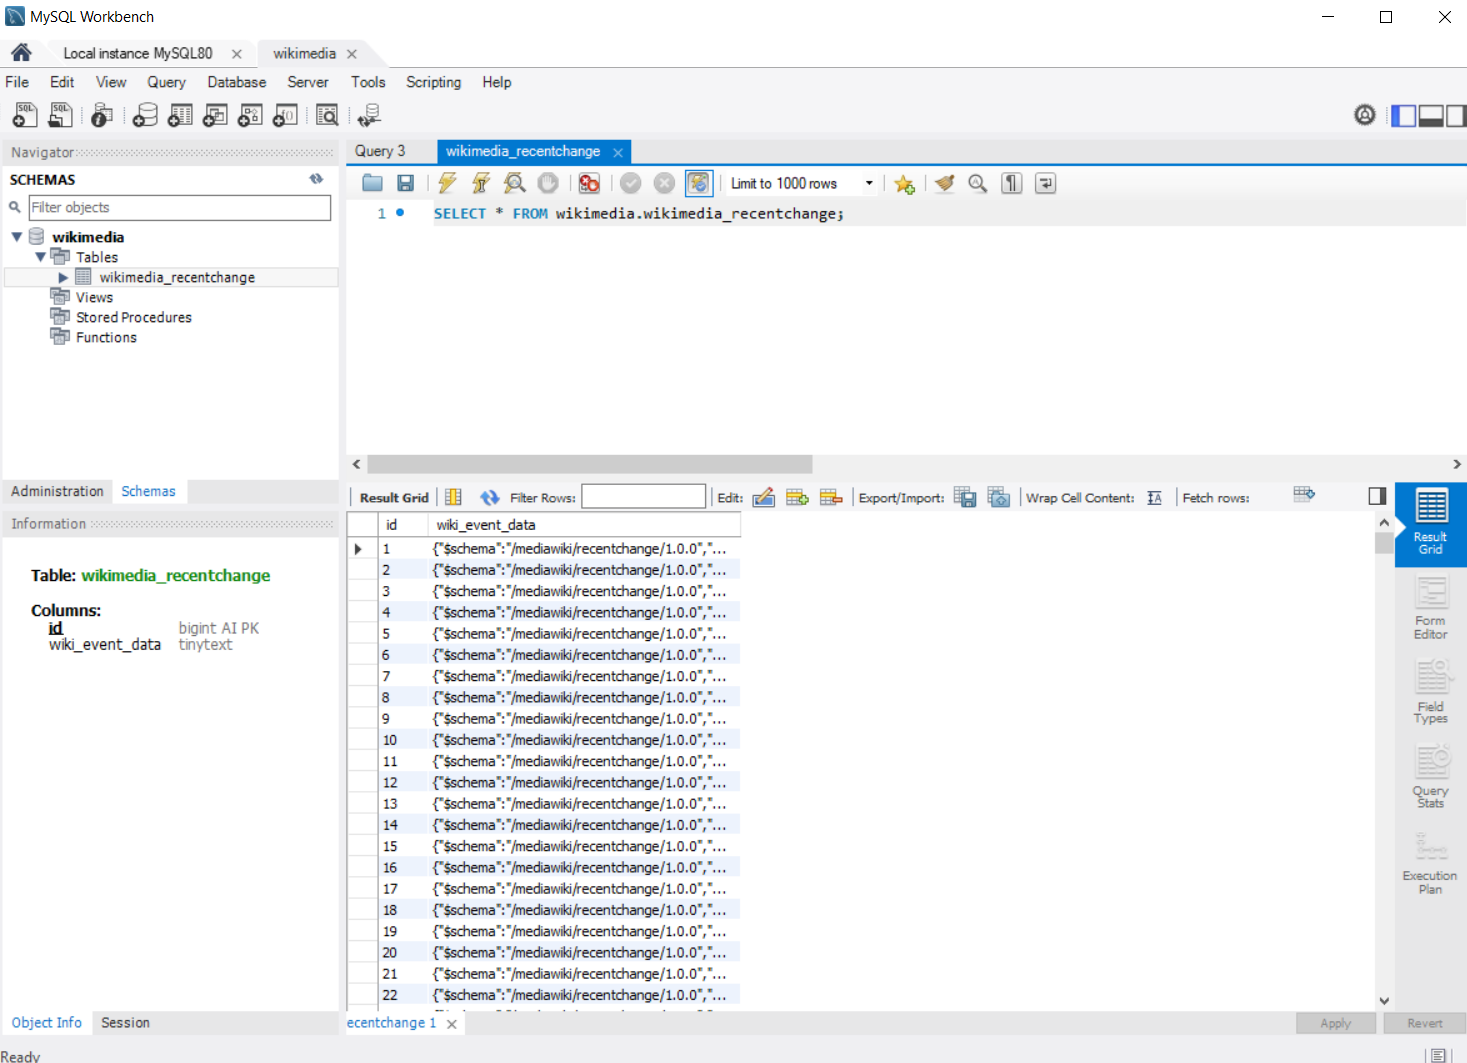 MySQL Workbench
Local instance MySQL80
wikimedia
File Edit View Query Database Server Tools Scripting Help
SQL SQL
Navigator
SCHEMAS
Filter objects
wikimedia
Tables
wikimedia_recentchange
Views
Stored Procedures
Functions
Administration Schemas
Information
Table: wikimedia_recentchange
Columns:
id bigint AI PK
wiki_event_data tinytext
Object Info Session
Ready
Query 3 wikimedia_recentchange
Limit to 1000 rows
1 SELECT * FROM wikimedia.wikimedia_recentchange;
Result Grid Filter Rows: Edit: Export/Import: Wrap Cell Content: Fetch rows:
id wiki_event_data
1 {"$schema":"/mediawiki/recentchange/1.0.0","...
2 {"$schema":"/mediawiki/recentchange/1.0.0","...
3 {"$schema":"/mediawiki/recentchange/1.0.0","...
4 {"$schema":"/mediawiki/recentchange/1.0.0","...
5 {"$schema":"/mediawiki/recentchange/1.0.0","...
6 {"$schema":"/mediawiki/recentchange/1.0.0","...
7 {"$schema":"/mediawiki/recentchange/1.0.0","...
8 {"$schema":"/mediawiki/recentchange/1.0.0","...
9 {"$schema":"/mediawiki/recentchange/1.0.0","...
10 {"$schema":"/mediawiki/recentchange/1.0.0","...
11 {"$schema":"/mediawiki/recentchange/1.0.0","...
12 {"$schema":"/mediawiki/recentchange/1.0.0","...
13 {"$schema":"/mediawiki/recentchange/1.0.0","...
14 {"$schema":"/mediawiki/recentchange/1.0.0","...
15 {"$schema":"/mediawiki/recentchange/1.0.0","...
16 {"$schema":"/mediawiki/recentchange/1.0.0","...
17 {"$schema":"/mediawiki/recentchange/1.0.0","...
18 {"$schema":"/mediawiki/recentchange/1.0.0","...
19 {"$schema":"/mediawiki/recentchange/1.0.0","...
20 {"$schema":"/mediawiki/recentchange/1.0.0","...
21 {"$schema":"/mediawiki/recentchange/1.0.0","...
22 {"$schema":"/mediawiki/recentchange/1.0.0","...
ecentchange 1
Apply Revert
Result
Grid
Form
Editor
Field
Types
Query
Stats
Execution
Plan